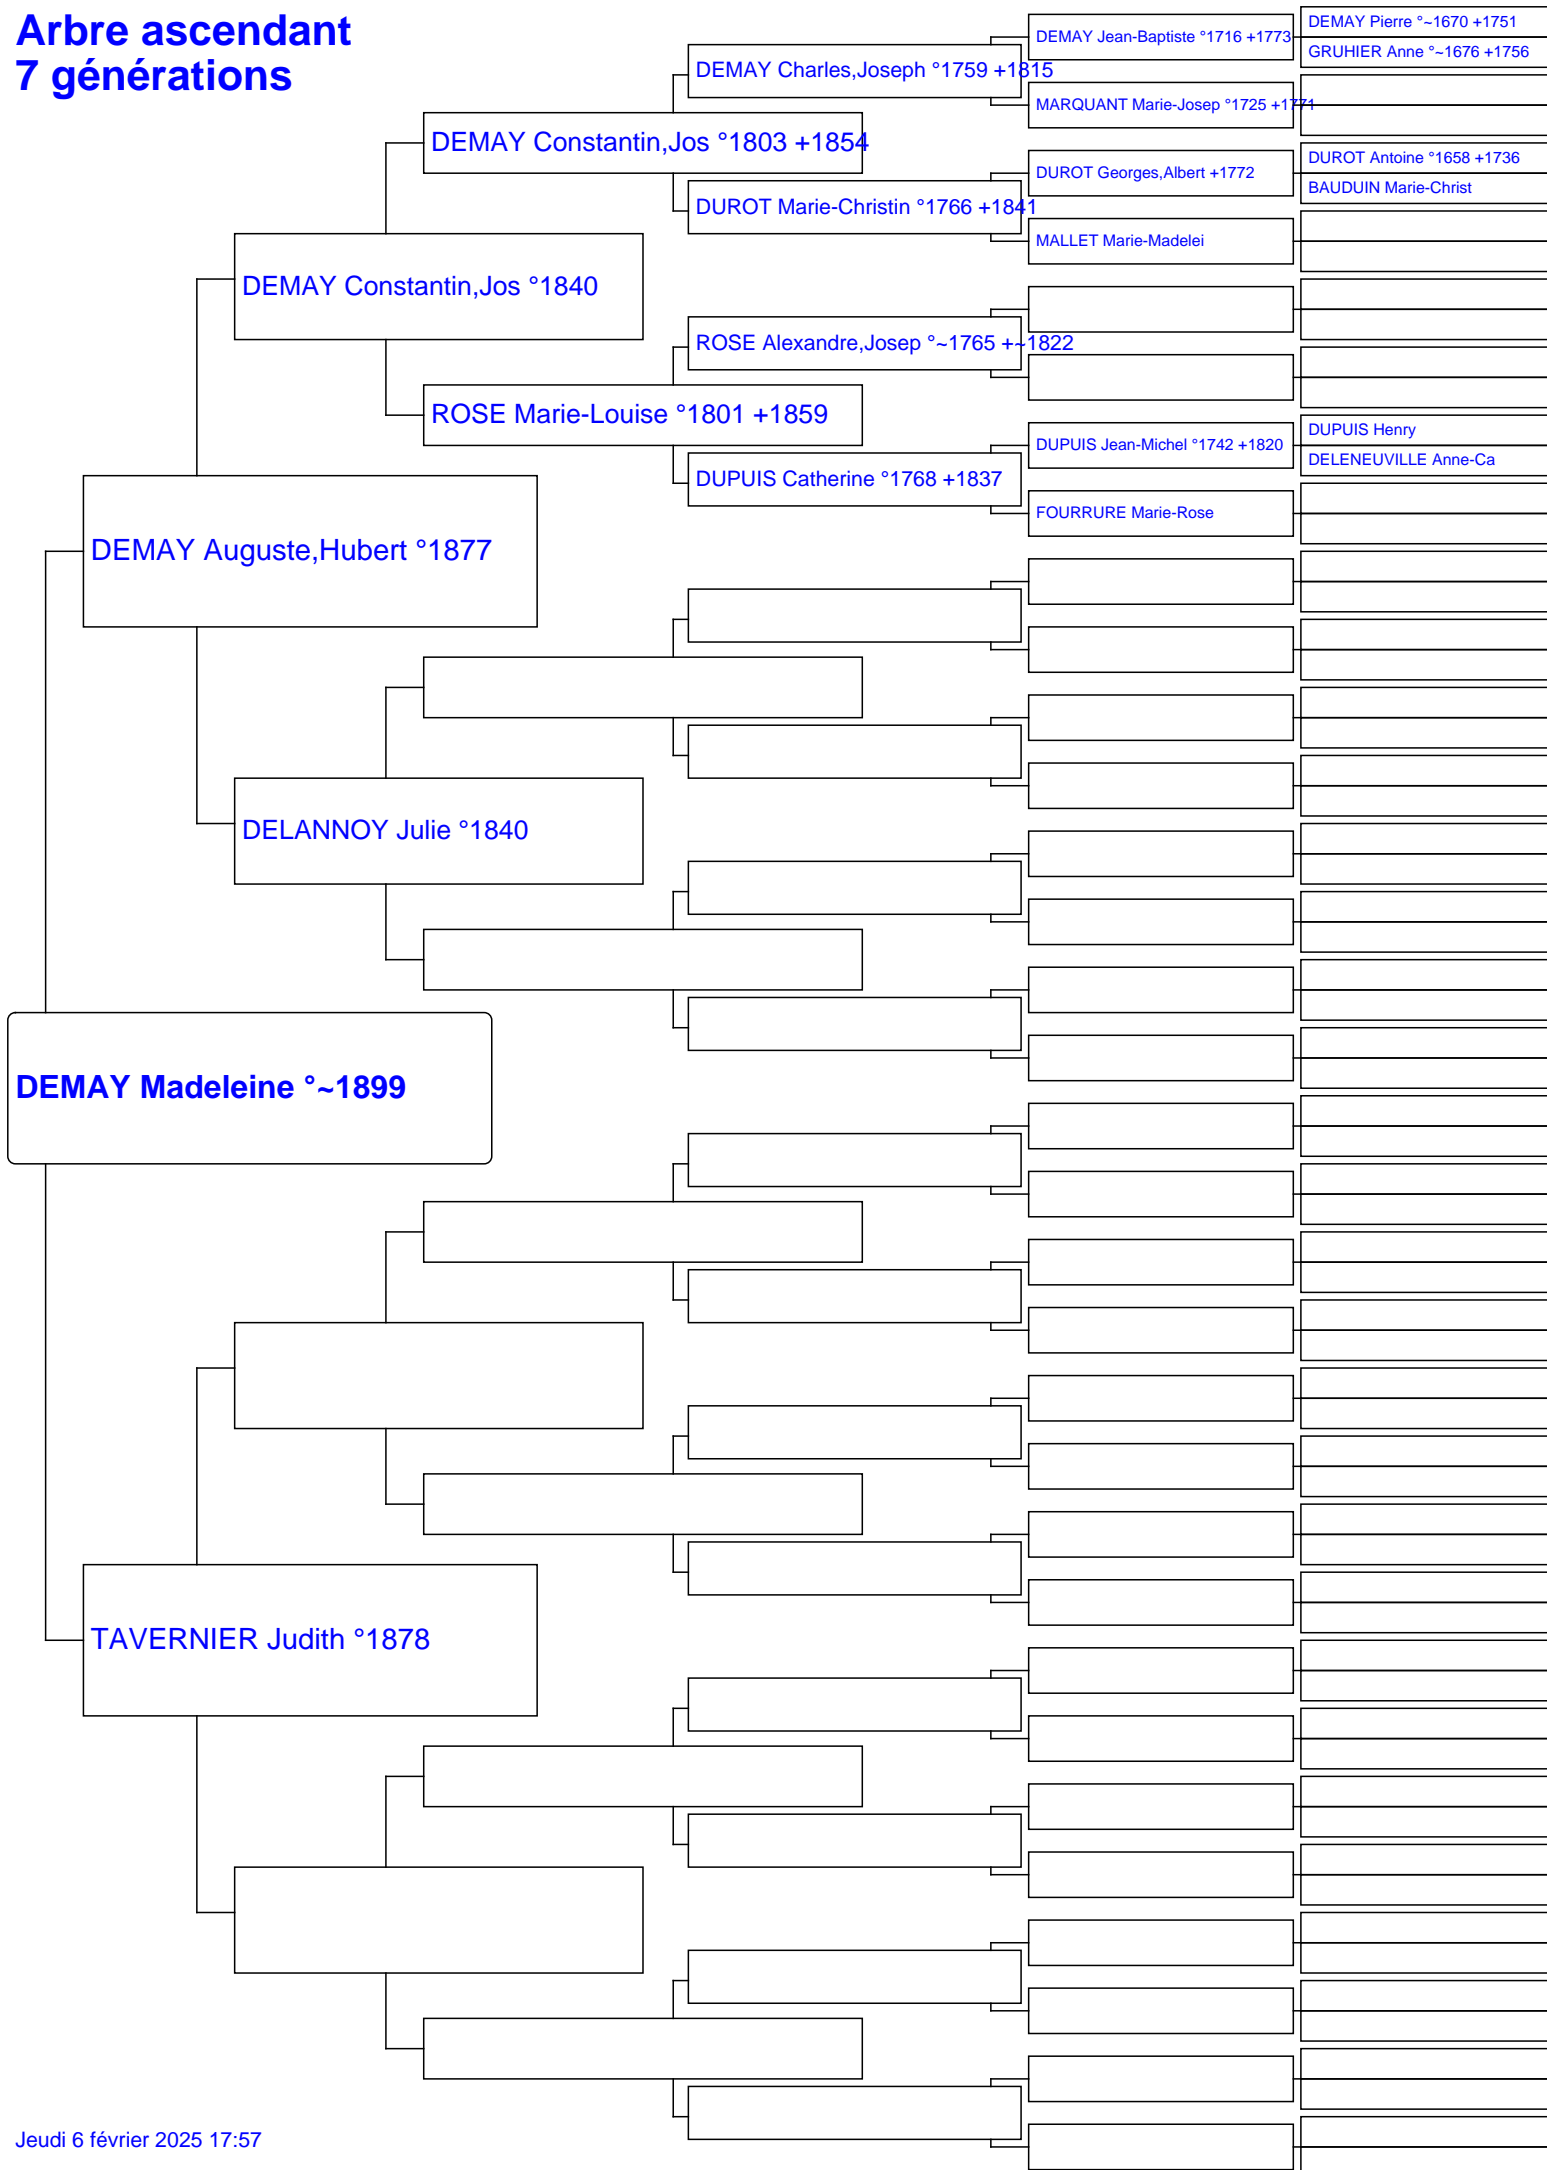 Arbre ascendant
7 générations
DEMAY Pierre °~1670 +1751
DEMAY Jean-Baptiste °1716 +1773
GRUHIER Anne °~1676 +1756
DEMAY Charles,Joseph °1759 +1815
MARQUANT Marie-Josep °1725 +1771
DEMAY Constantin,Jos °1803 +1854
DUROT Antoine °1658 +1736
DUROT Georges,Albert +1772
BAUDUIN Marie-Christ
DUROT Marie-Christin °1766 +1841
MALLET Marie-Madelei
DEMAY Constantin,Jos °1840
ROSE Alexandre,Josep °~1765 +~1822
ROSE Marie-Louise °1801 +1859
DUPUIS Henry
DUPUIS Jean-Michel °1742 +1820
DELENEUVILLE Anne-Ca
DUPUIS Catherine °1768 +1837
FOURRURE Marie-Rose
DEMAY Auguste,Hubert °1877
DELANNOY Julie °1840
DEMAY Madeleine °~1899
TAVERNIER Judith °1878
Jeudi 6 février 2025 17:57